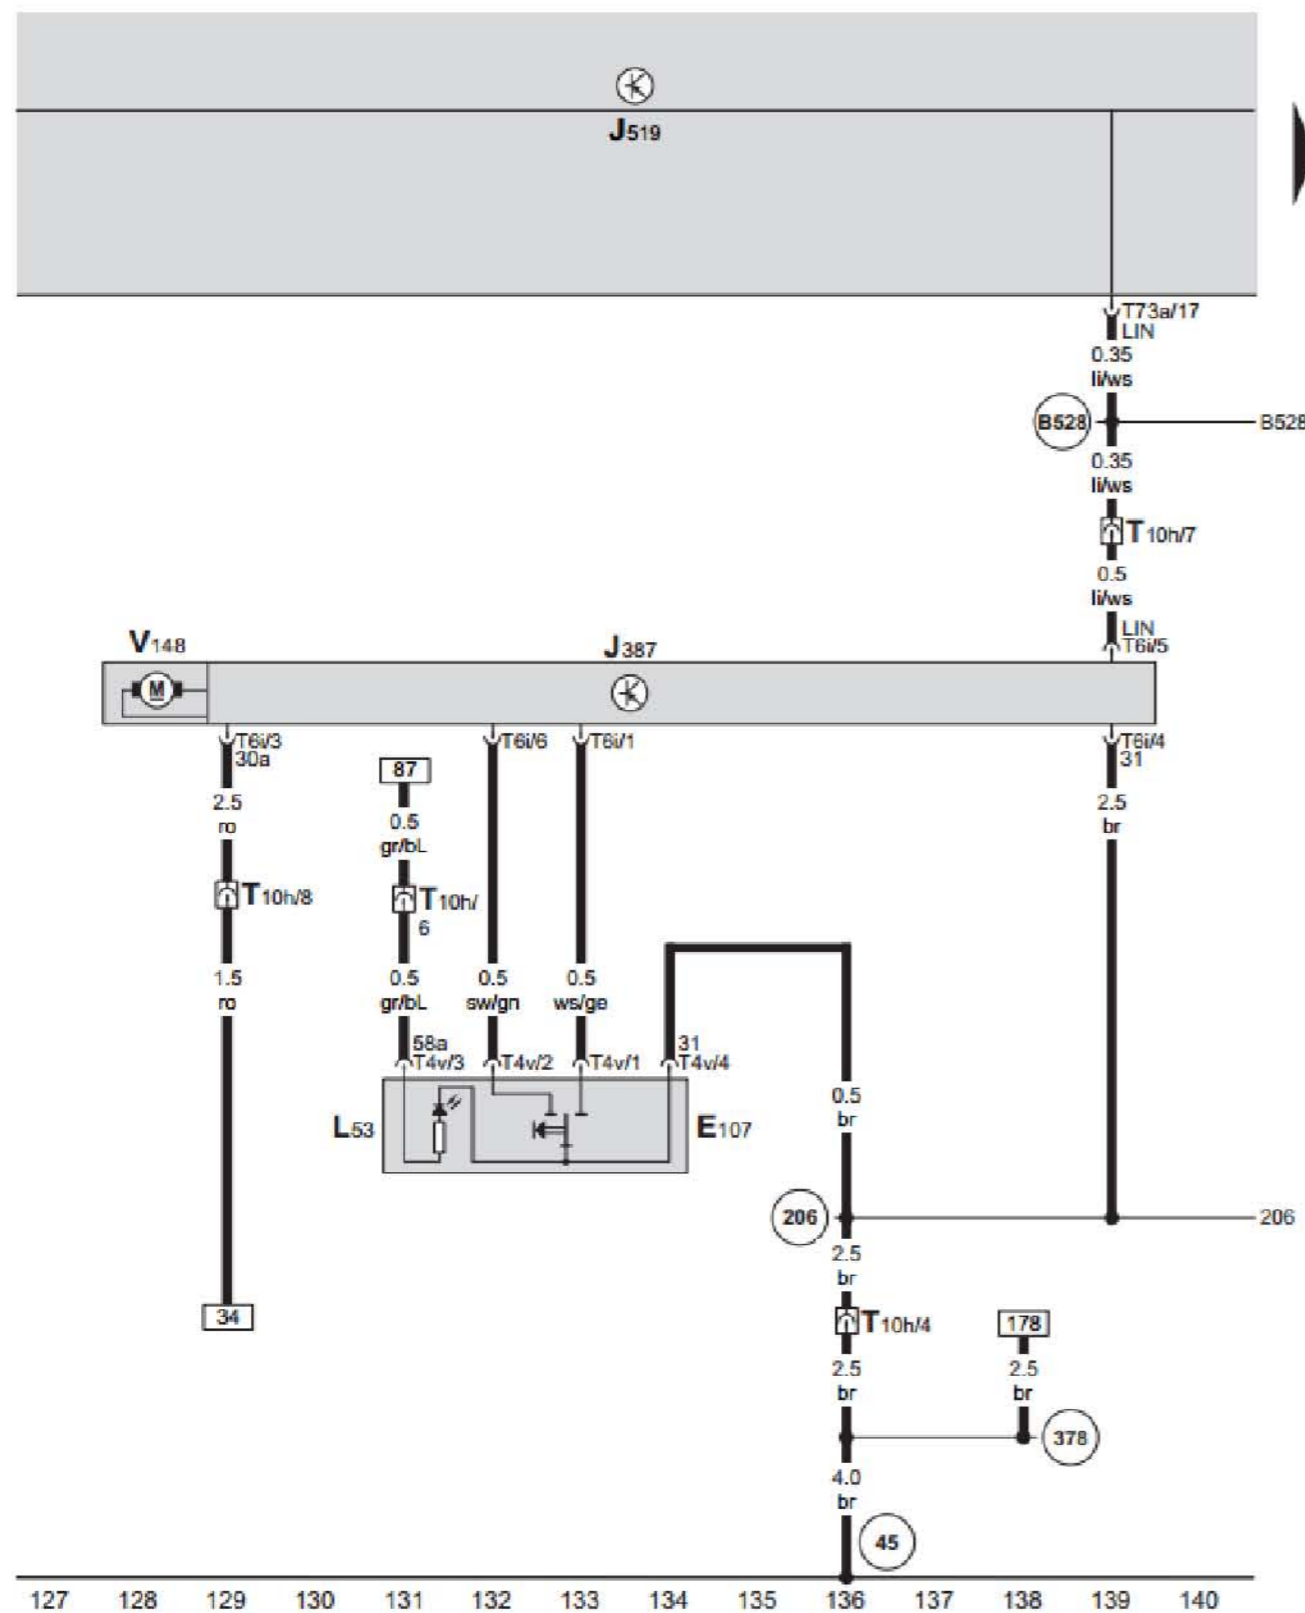 J519
T73a/17
LIN
0.35
li/ws
B528
B528
0.35
li/ws
T10h/7
0.5
li/ws
LIN
T6i/5
V148
J387
M
T6i/3
30a
T6i/6
T6i/1
T6i/4
31
87
2.5
ro
0.5
gr/bL
2.5
br
T10h/8
T10h/
6
1.5
ro
0.5
gr/bL
0.5
sw/gn
0.5
ws/ge
58a
T4v/3
T4v/2
T4v/1
31
T4v/4
L53
E107
0.5
br
206
206
2.5
br
34
T10h/4
178
2.5
br
2.5
br
378
4.0
br
45
127 128 129 130 131 132 133 134 135 136 137 138 139 140